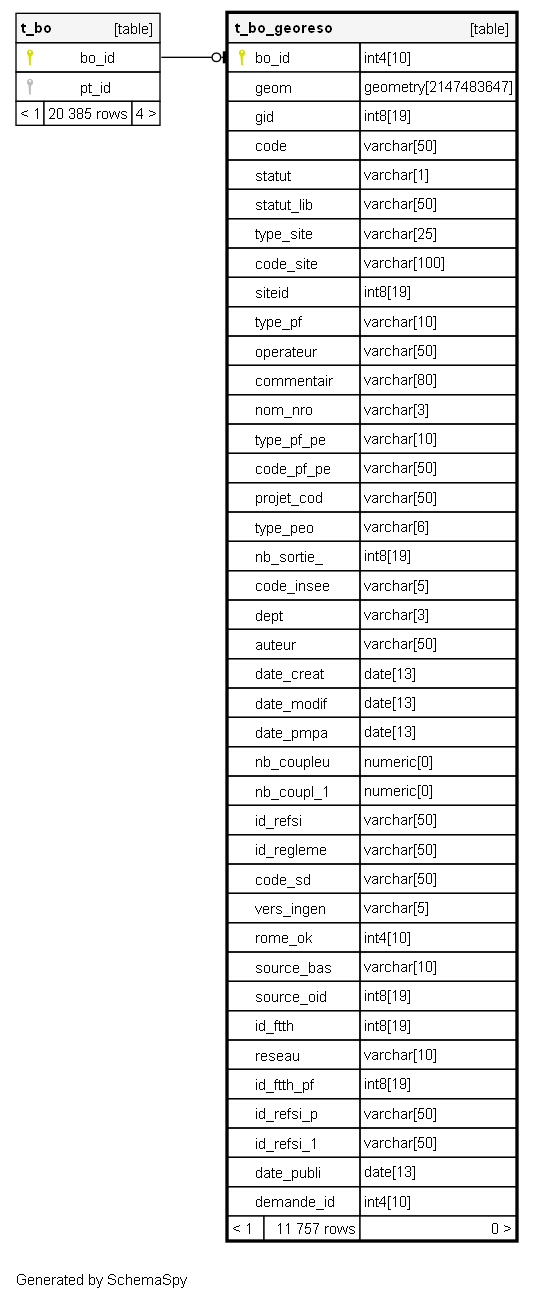 t_bo [table]
bo_id
pt_id
< 1 20 385 rows 4 >
t_bo_georeso [table]
bo_id int4[10]
geom geometry[2147483647]
gid int8[19]
code varchar[50]
statut varchar[1]
statut_lib varchar[50]
type_site varchar[25]
code_site varchar[100]
siteid int8[19]
type_pf varchar[10]
operateur varchar[50]
commentair varchar[80]
nom_nro varchar[3]
type_pf_pe varchar[10]
code_pf_pe varchar[50]
projet_cod varchar[50]
type_peo varchar[6]
nb_sortie_ int8[19]
code_insee varchar[5]
dept varchar[3]
auteur varchar[50]
date_creat date[13]
date_modif date[13]
date_pmpa date[13]
nb_coupleu numeric[0]
nb_coupl_1 numeric[0]
id_refsi varchar[50]
id_regleme varchar[50]
code_sd varchar[50]
vers_ingen varchar[5]
rome_ok int4[10]
source_bas varchar[10]
source_oid int8[19]
id_ftth int8[19]
reseau varchar[10]
id_ftth_pf int8[19]
id_refsi_p varchar[50]
id_refsi_1 varchar[50]
date_publi date[13]
demande_id int4[10]
< 1 11 757 rows 0 >
Generated by SchemaSpy